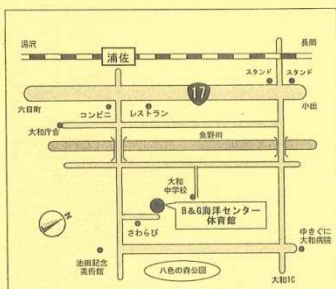 湯沢
長岡
浦佐
スタンド
スタンド
17
六日町
小出
コンビニ
レストラン
大和庁舎
魚野川
大和
中学校
B&G海洋センター
体育館
N
さわらび
池田記念
美術館
八色の森公園
ゆきぐに
大和病院
大和IC